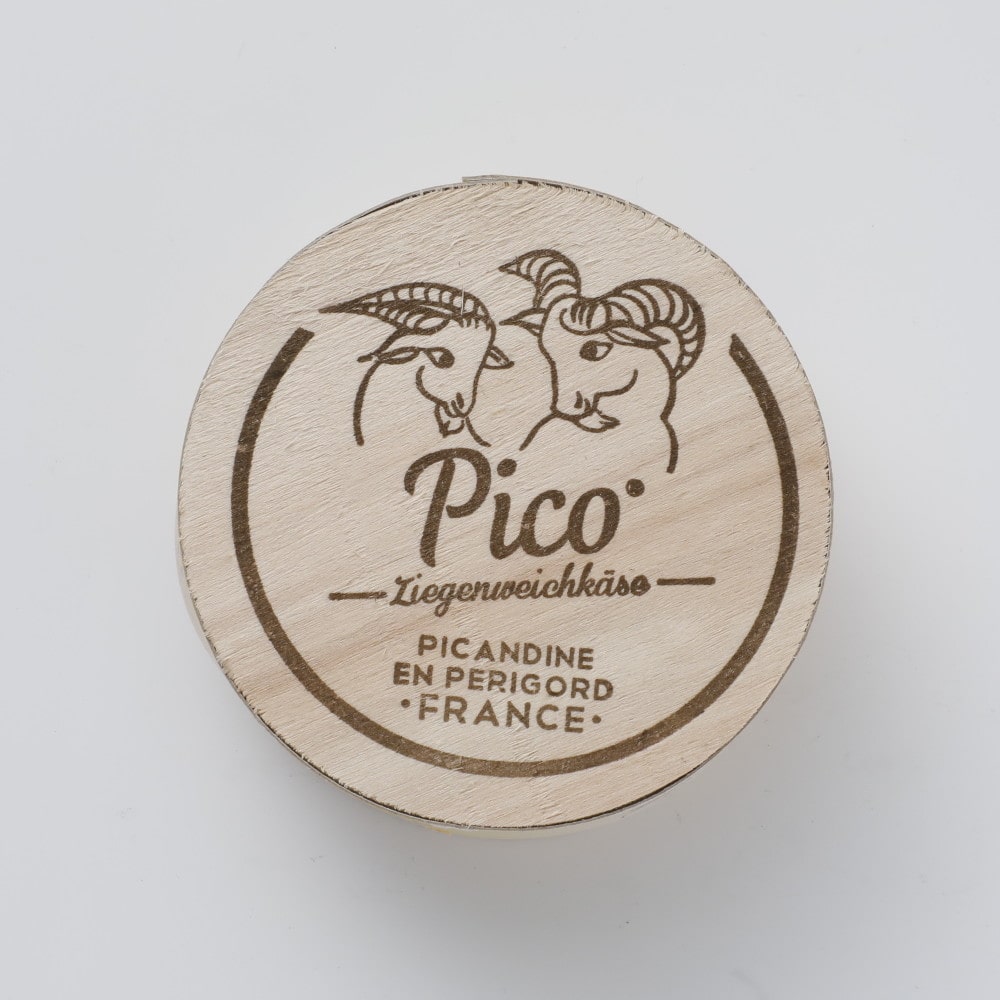 Pico
Ziegenweichkäse
PICANDINE
EN PERIGORD
• FRANCE •